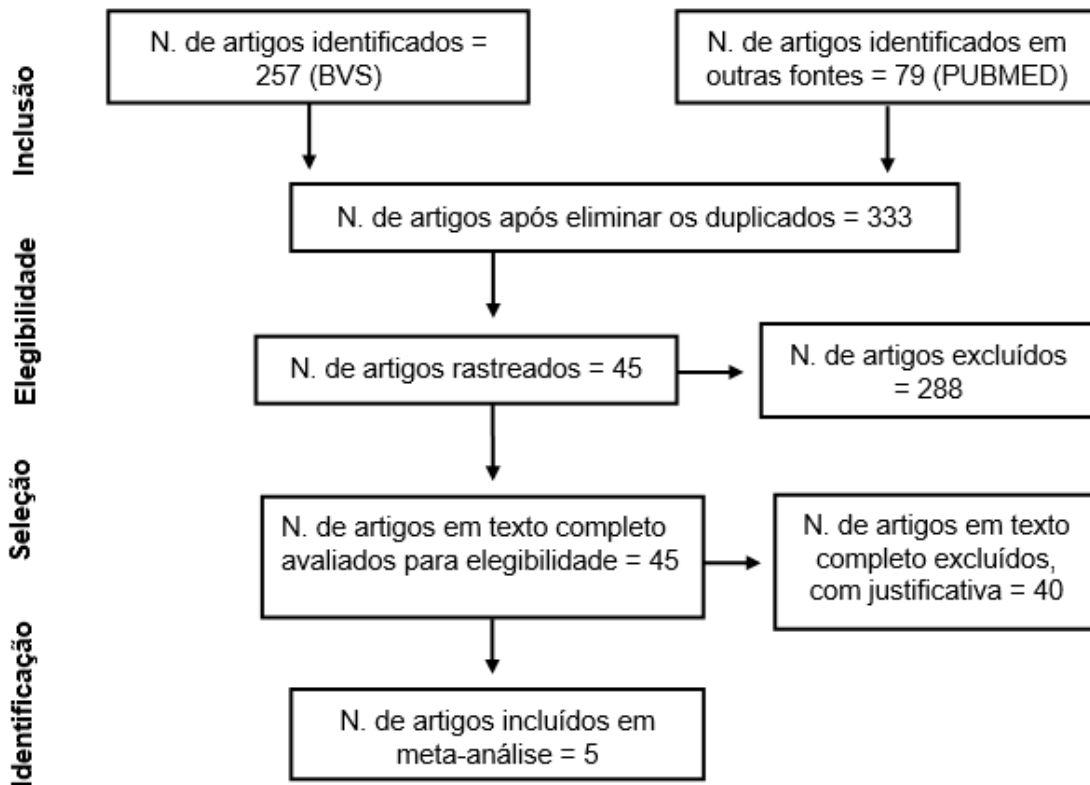 N. de artigos identificados =
257 (BVS)
N. de artigos identificados em
outras fontes = 79 (PUBMED)
Inclusão
N. de artigos após eliminar os duplicados = 333
Elegibilidade
N. de artigos rastreados = 45
N. de artigos excluídos
= 288
Seleção
N. de artigos em texto completo
avaliados para elegibilidade = 45
N. de artigos em texto
completo excluídos,
com justificativa = 40
Identificação
N. de artigos incluídos em
meta-análise = 5